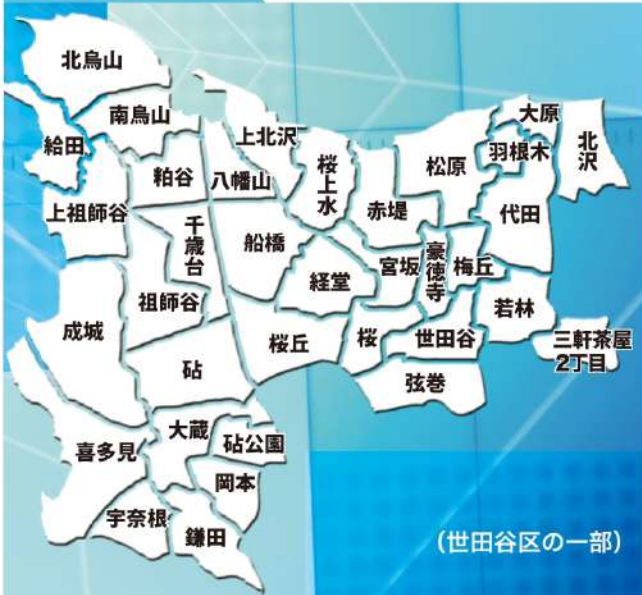 北烏山
南烏山
給田
上北沢
大原
北沢
羽根木
松原
桜上水
粕谷
八幡山
上祖師谷
赤堤
代田
千歳台
船橋
宮坂
豪徳寺
梅丘
経堂
祖師谷
成城
若林
桜丘
桜
世田谷
三軒茶屋
2丁目
砧
弦巻
大蔵
砧公園
喜多見
岡本
宇奈根
鎌田
(世田谷区の一部)